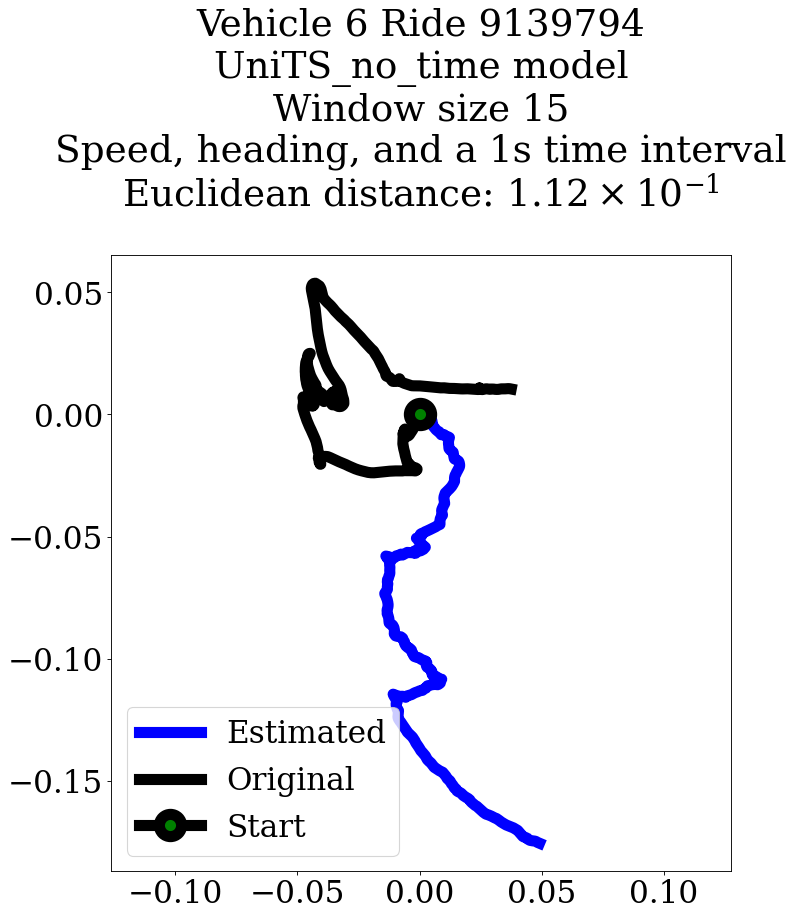 Vehicle 6 Ride 9139794
UniTS_no_time model
Window size 15
Speed, heading, and a 1s time interval
Euclidean distance: 1.12 × 10⁻¹
0.05
0.00
−0.05
−0.10
−0.15
Estimated
Original
Start
−0.10 −0.05 0.00 0.05 0.10